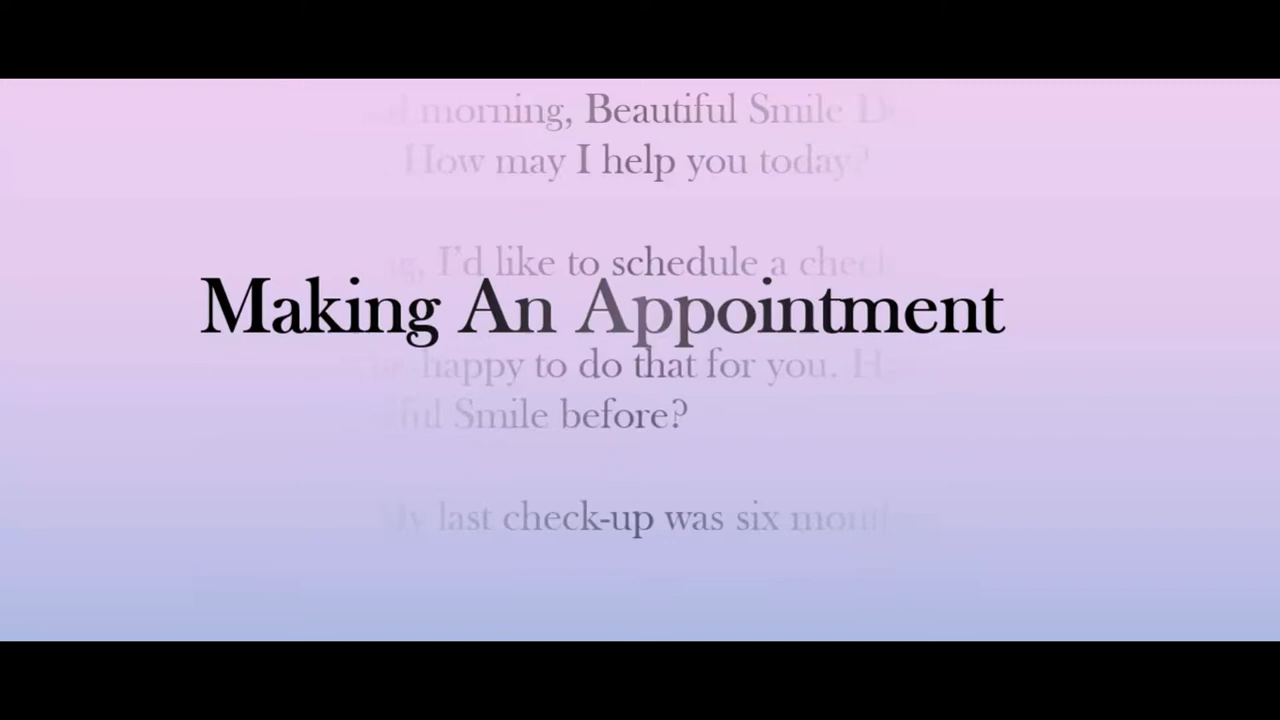 morning, Beautiful Smile
How may I help you today?
I'd like to schedule a
Making An Appointment
happy to do that for you.
Smile before?
last check-up was six